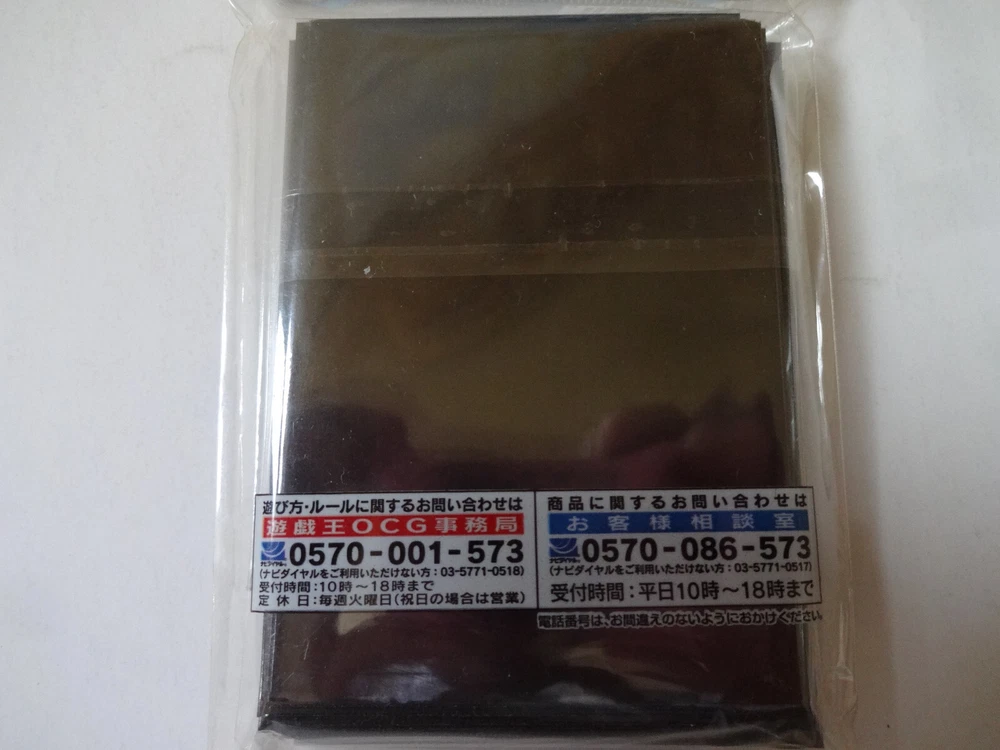 遊び方・ルールに関するお問い合わせは
遊戯王OCG事務局
0570-001-573
(ナビダイヤルをご利用いただけない方：03-5771-0518)
受付時間：10時～18時まで
定休日：毎週火曜日(祝日の場合は営業)
商品に関するお問い合わせは
お客様相談室
0570-086-573
(ナビダイヤルをご利用いただけない方：03-5771-0517)
受付時間：平日10時～18時まで
電話番号は、お間違えのないようにおかけください